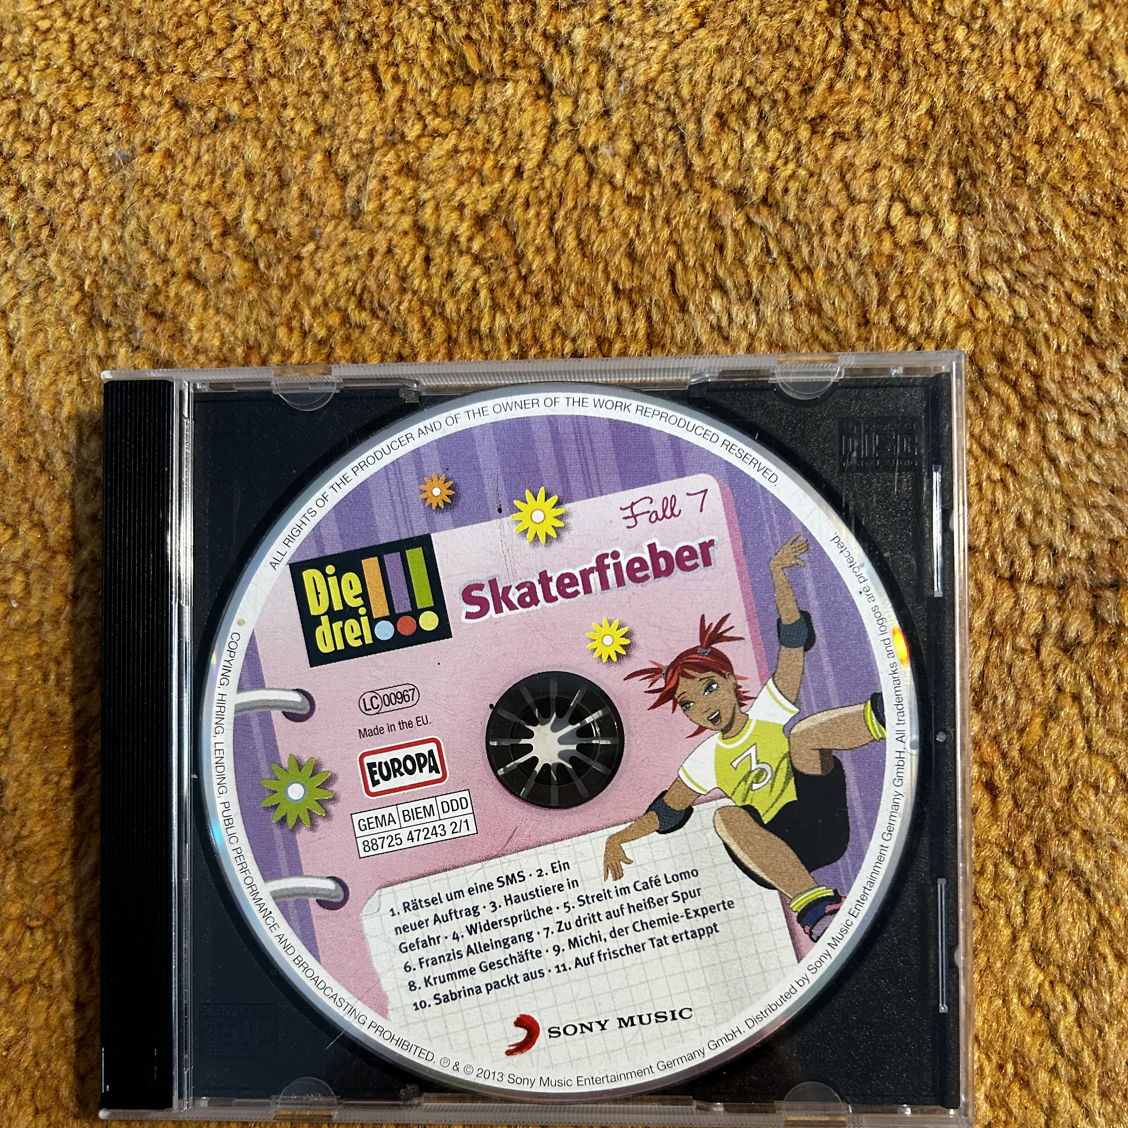 ALL RIGHTS OF THE PRODUCER AND OF THE OWNER OF THE WORK REPRODUCED RESERVED.
Fall 7
Die
drei!!!
Skaterfieber
LC 00967
Made in the EU.
EUROPA
GEMA BIEM DDD
88725 47243 2/1
3
1. Rätsel um eine SMS · 2. Ein
neuer Auftrag · 3. Haustiere in
Gefahr · 4. Widersprüche · 5. Streit im Café Lomo
6. Franzis Alleingang · 7. Zu dritt auf heißer Spur
8. Krumme Geschäfte · 9. Michi, der Chemie-Experte
10. Sabrina packt aus · 11. Auf frischer Tat ertappt
SONY MUSIC
COPYING, HIRING, LENDING, PUBLIC PERFORMANCE AND BROADCASTING PROHIBITED. ℗ & © 2013 Sony Music Entertainment Germany GmbH. Distributed by Sony Music Entertainment Germany GmbH. All trademarks and logos are protected.